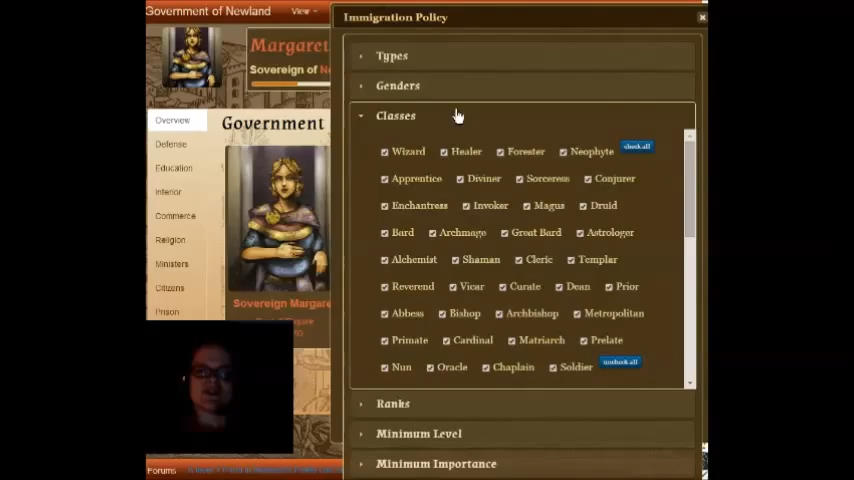 Government of Newland
View
Immigration Policy
Margaret
Sovereign of
Overview
Defense
Education
Interior
Commerce
Religion
Ministers
Citizens
Prison
Government
Sovereign Margare
Types
Genders
Classes
Wizard Healer Forester Neophyte check all
Apprentice Diviner Sorceress Conjurer
Enchantress Invoker Magus Druid
Bard Archmage Great Bard Astrologer
Alchemist Shaman Cleric Templar
Reverend Vicar Curate Dean Prior
Abbess Bishop Archbishop Metropolitan
Primate Cardinal Matriarch Prelate
Nun Oracle Chaplain Soldier uncheck all
Ranks
Minimum Level
Minimum Importance
Forums